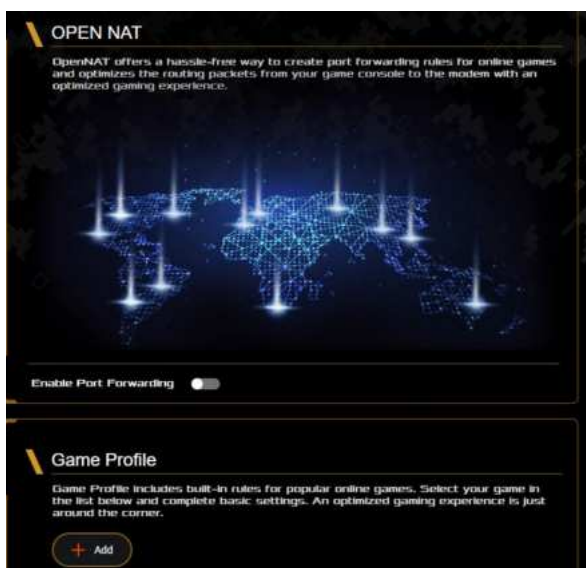 OPEN NAT
OpenNAT offers a hassle-free way to create port forwarding rules for online games
and optimizes the routing packets from your game console to the modem with an
optimized gaming experience.
Enable Port Forwarding
Game Profile
Game Profile includes built-in rules for popular online games. Select your game in
the list below and complete basic settings. An optimized gaming experience is just
around the corner.
+ Add